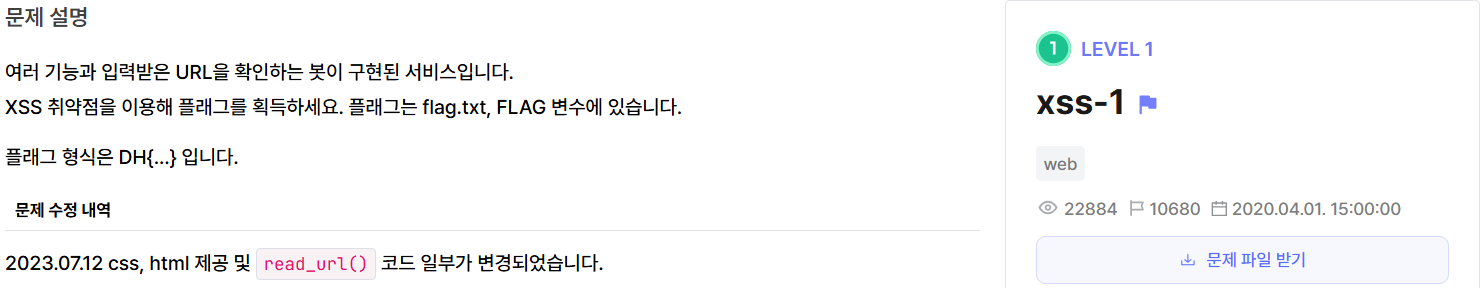 문제 설명
여러 기능과 입력받은 URL을 확인하는 봇이 구현된 서비스입니다.
XSS 취약점을 이용해 플래그를 획득하세요. 플래그는 flag.txt, FLAG 변수에 있습니다.
플래그 형식은 DH{...} 입니다.
문제 수정 내역
2023.07.12 css, html 제공 및 read_url() 코드 일부가 변경되었습니다.
1 LEVEL 1
xss-1
web
22884 10680 2020.04.01. 15:00:00
문제 파일 받기